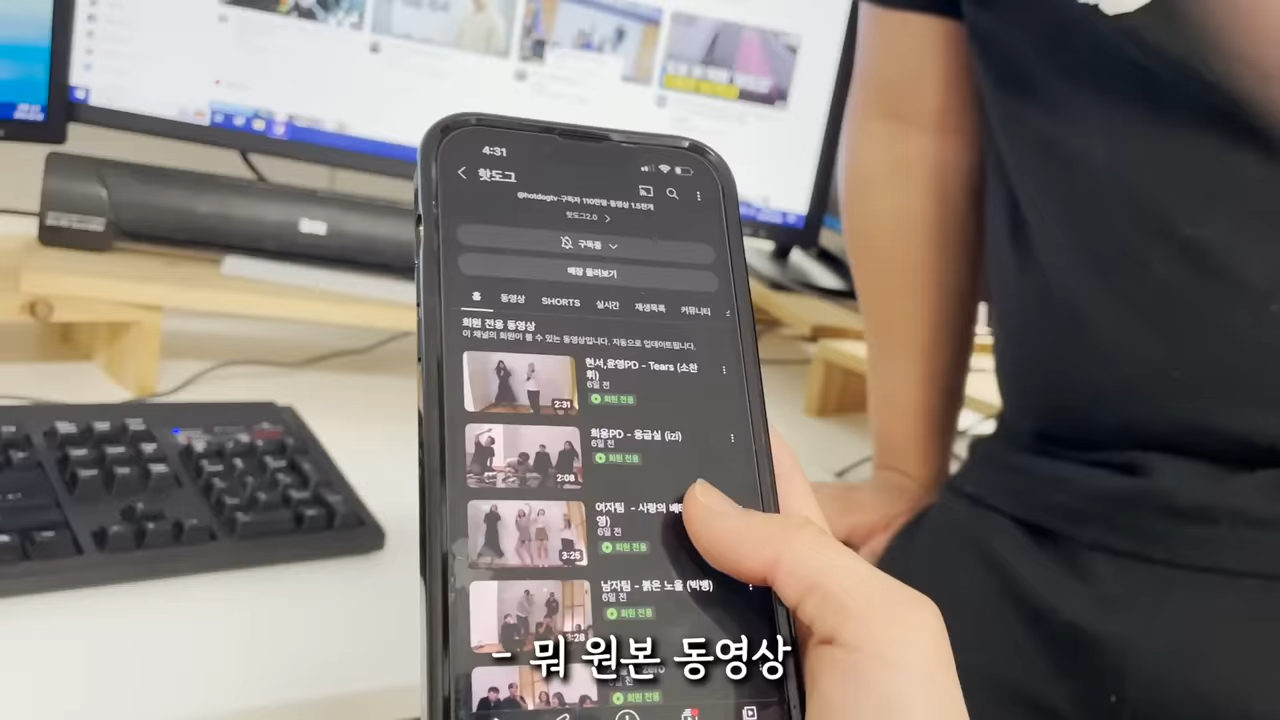 4:31
핫도그
@hotdogtv·구독자 110만명·동영상 1.5천개
핫도그2.0 >
구독중
매장 둘러보기
홈 동영상 SHORTS 실시간 재생목록 커뮤니티
회원 전용 동영상
이 채널의 회원이 볼 수 있는 동영상입니다. 자동으로 업데이트됩니다.
현서,윤영PD - Tears (소찬
휘)
6일 전
회원 전용
2:31
희용PD - 응급실 (izi)
6일 전
회원 전용
2:08
여자팀 - 사랑의
영)
6일 전
회원 전용
3:25
남자팀 - 붉은 노을 (빅뱅)
6일 전
회원 전용
3:28
- 뭐 원본 동영상
회원 전용